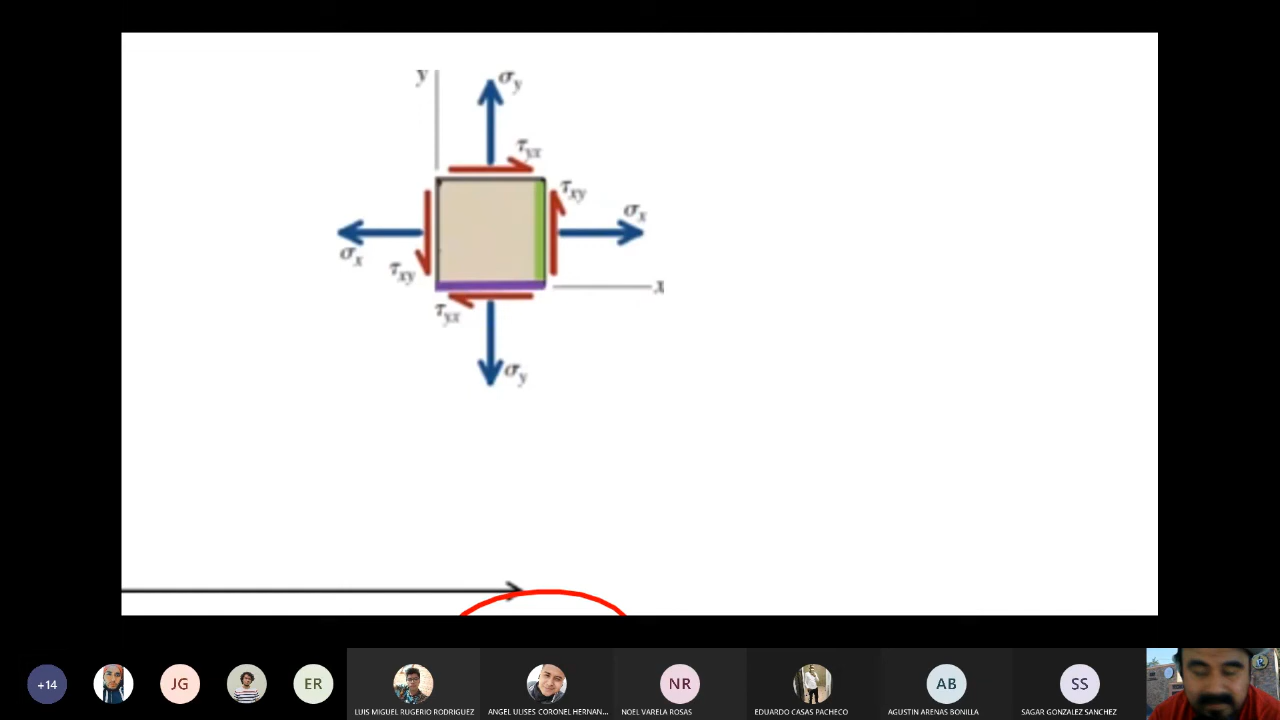 y
σy
τyx
τxy
σx
σx
τxy
x
τyx
σy
+14
JG
ER
LUIS MIGUEL RUGERIO RODRIGUEZ
ANGEL ULISES CORONEL HERNAN...
NR
NOEL VARELA ROSAS
EDUARDO CASAS PACHECO
AB
AGUSTIN ARENAS BONILLA
SS
SAGAR GONZALEZ SANCHEZ